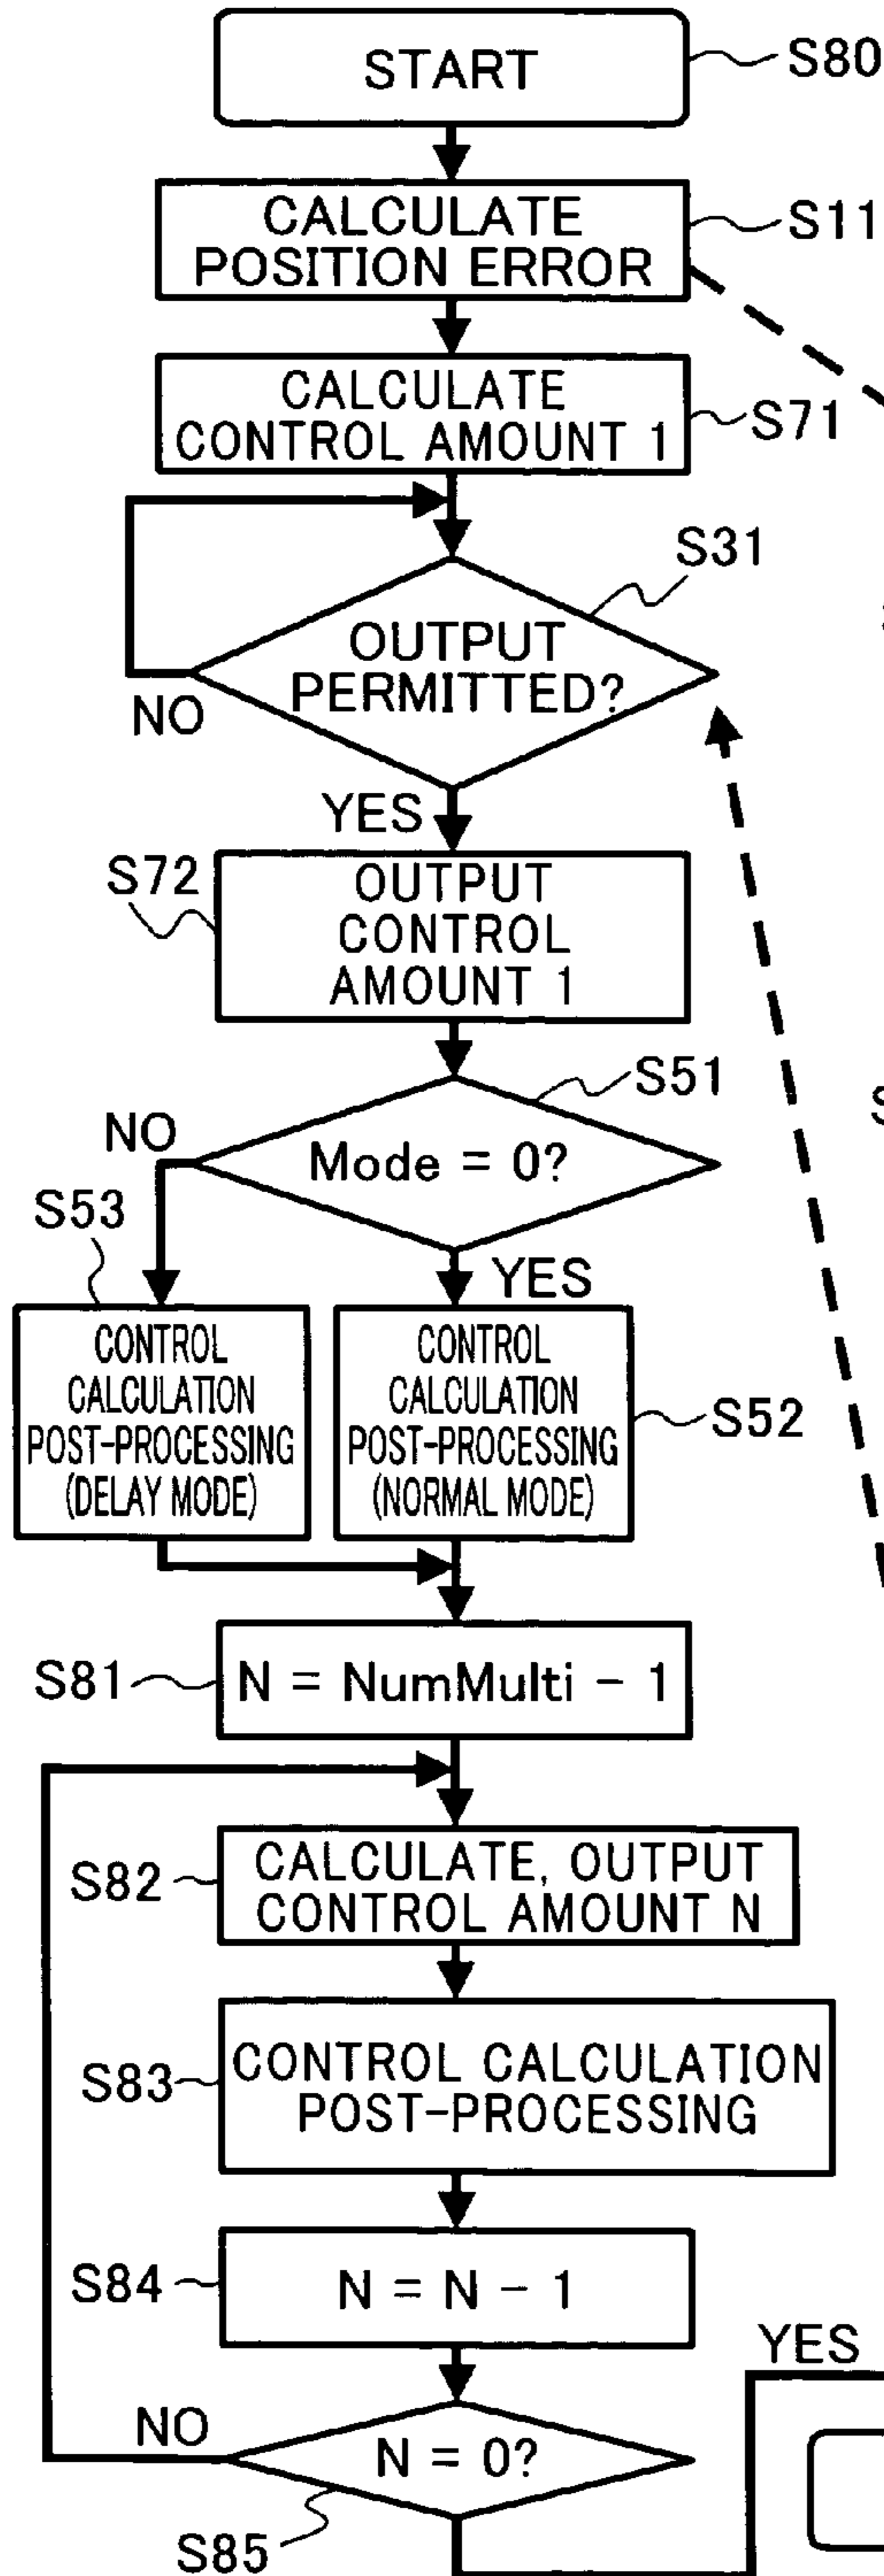 START
S80
CALCULATE
POSITION ERROR
S11
CALCULATE
CONTROL AMOUNT 1
S71
S31
OUTPUT
PERMITTED?
NO
YES
S72
OUTPUT
CONTROL
AMOUNT 1
S51
NO
Mode = 0?
S53
YES
CONTROL
CALCULATION
POST-PROCESSING
(DELAY MODE)
CONTROL
CALCULATION
POST-PROCESSING
(NORMAL MODE)
S52
S81
N = NumMulti - 1
S82
CALCULATE, OUTPUT
CONTROL AMOUNT N
S83
CONTROL CALCULATION
POST-PROCESSING
S84
N = N - 1
YES
NO
N = 0?
S85